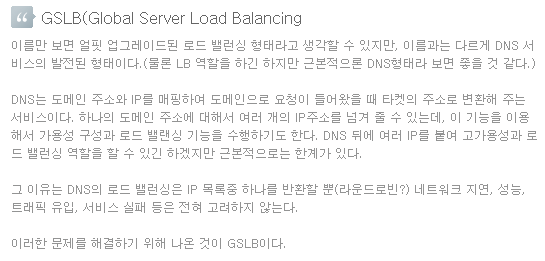 GSLB(Global Server Load Balancing
이름만 보면 얼핏 업그레이드된 로드 밸런싱 형태라고 생각할 수 있지만, 이름과는 다르게 DNS 서
비스의 발전된 형태이다.(물론 LB 역할을 하긴 하지만 근본적으론 DNS형태라 보면 좋을 것 같다.)
DNS는 도메인 주소와 IP를 매핑하여 도메인으로 요청이 들어왔을 때 타켓의 주소로 변환해 주는
서비스이다. 하나의 도메인 주소에 대해서 여러 개의 IP주소를 넘겨 줄 수 있는데, 이 기능을 이용
해서 가용성 구성과 로드 밸랜싱 기능을 수행하기도 한다. DNS 뒤에 여러 IP를 붙여 고가용성과 로
드 밸런싱 역할을 할 수 있긴 하겠지만 근본적으로는 한계가 있다.
그 이유는 DNS의 로드 밸런싱은 IP 목록중 하나를 반환할 뿐(라운드로빈?) 네트워크 지연, 성능,
트래픽 유입, 서비스 실패 등은 전혀 고려하지 않는다.
이러한 문제를 해결하기 위해 나온 것이 GSLB이다.